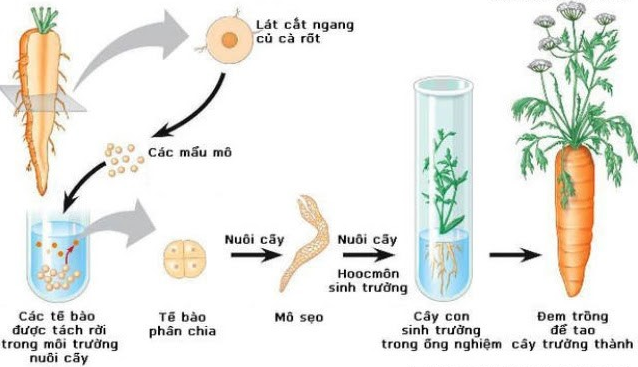 Lát cắt ngang
củ cà rốt
Các mẩu mô
Nuôi cấy
Nuôi cấy
Hoocmôn
sinh trưởng
Các tế bào
được tách rời
trong môi trường
nuôi cấy
Tế bào
phân chia
Mô sẹo
Cây con
sinh trưởng
trong ống nghiệm
Đem trồng
để tạo
cây trưởng thành